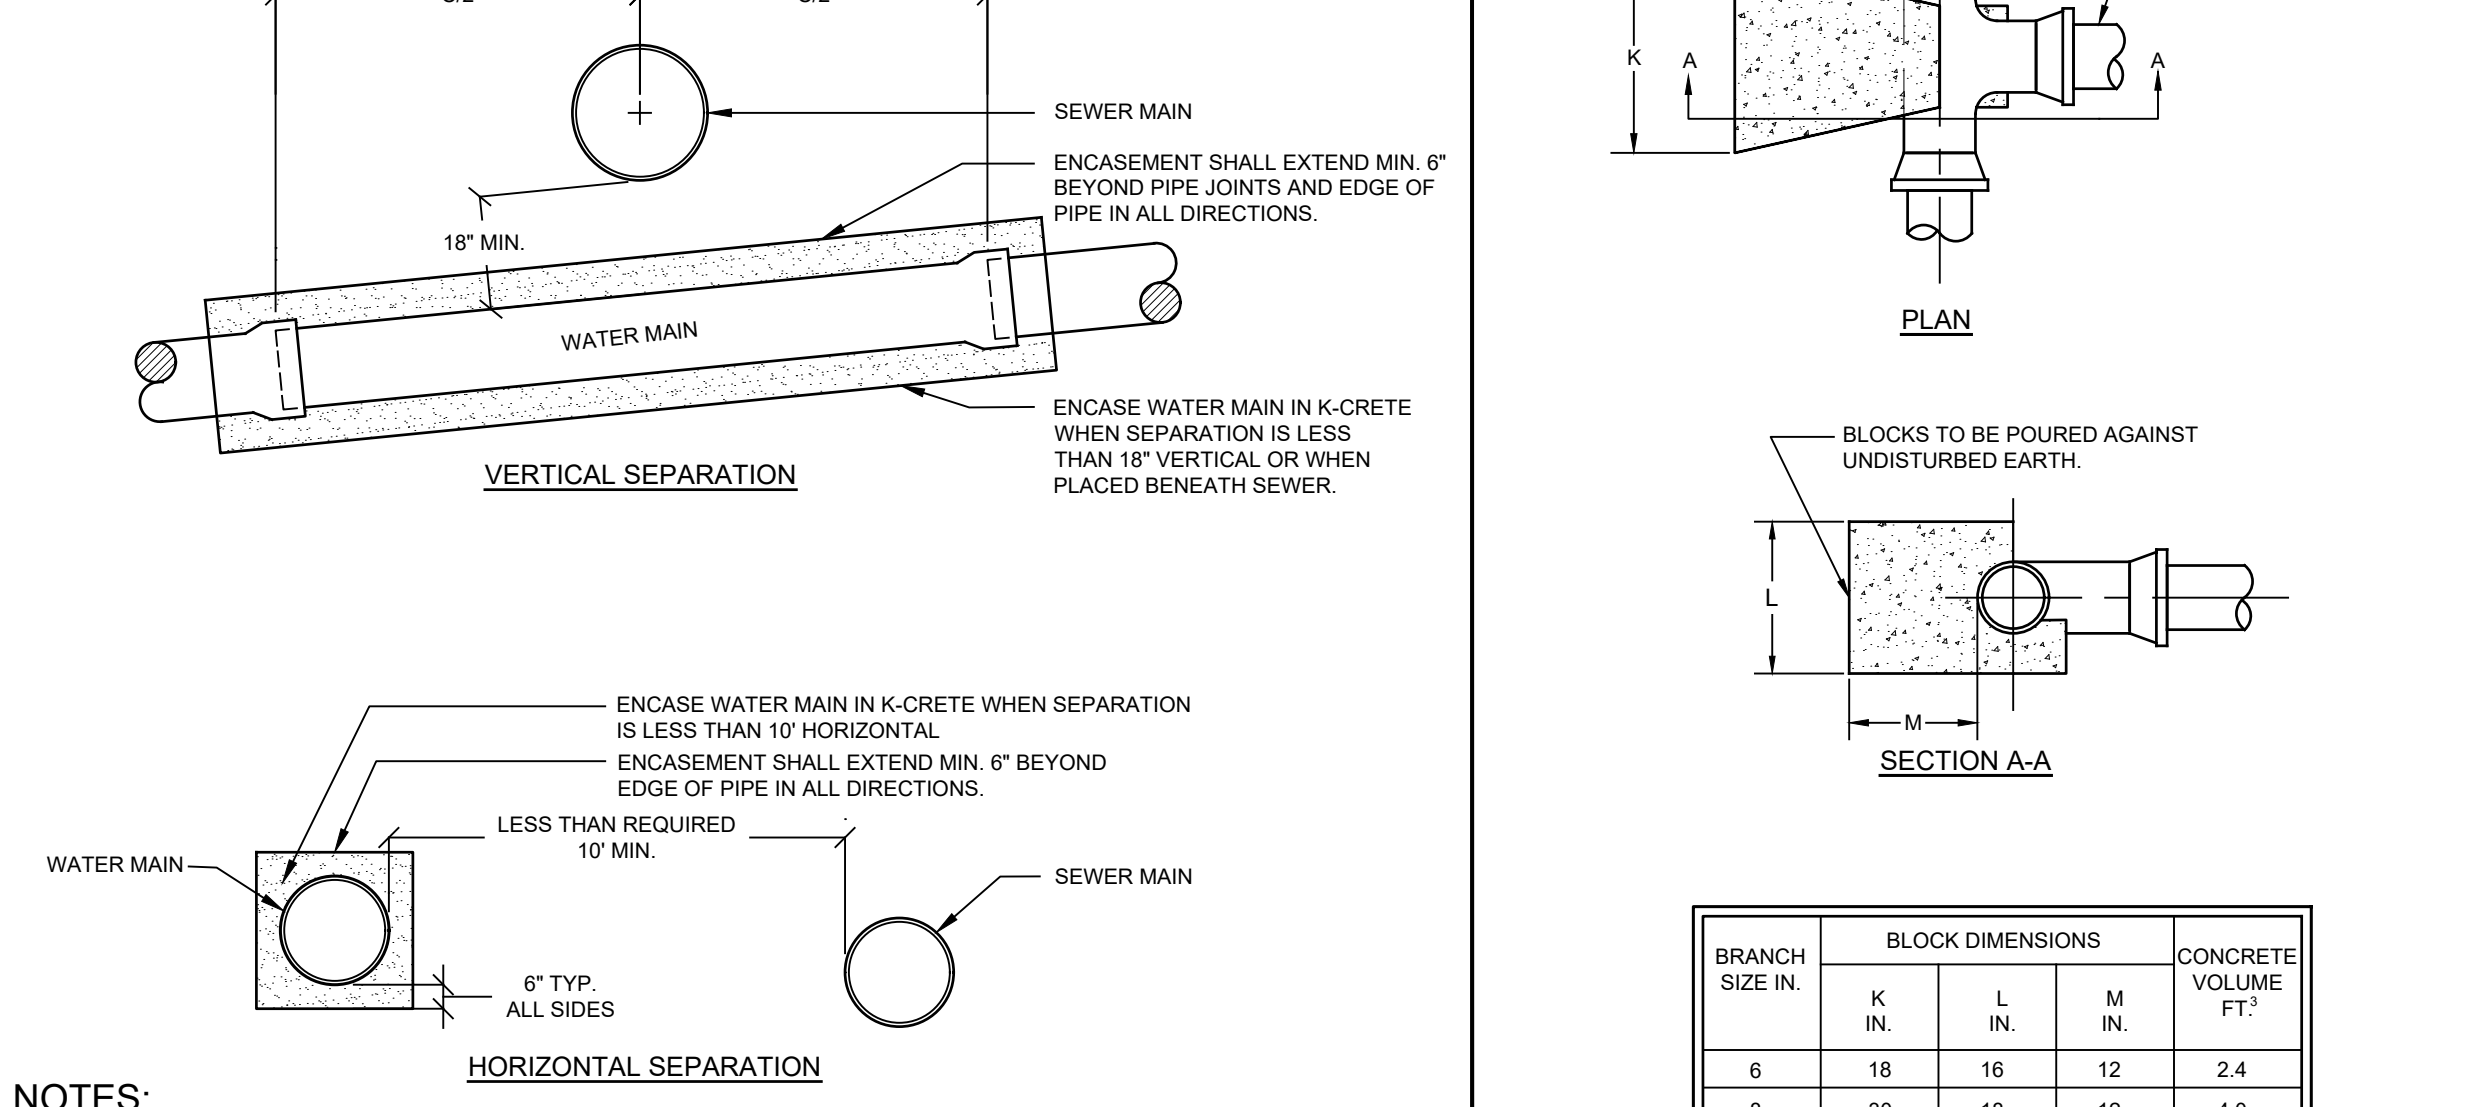 SEWER MAIN
ENCASEMENT SHALL EXTEND MIN. 6"
BEYOND PIPE JOINTS AND EDGE OF
PIPE IN ALL DIRECTIONS.
18" MIN.
WATER MAIN
ENCASE WATER MAIN IN K-CRETE
WHEN SEPARATION IS LESS
THAN 18" VERTICAL OR WHEN
PLACED BENEATH SEWER.
VERTICAL SEPARATION
ENCASE WATER MAIN IN K-CRETE WHEN SEPARATION
IS LESS THAN 10' HORIZONTAL
ENCASEMENT SHALL EXTEND MIN. 6" BEYOND
EDGE OF PIPE IN ALL DIRECTIONS.
LESS THAN REQUIRED
10' MIN.
WATER MAIN
SEWER MAIN
6" TYP.
ALL SIDES
HORIZONTAL SEPARATION
NOTES:
K
A
A
PLAN
BLOCKS TO BE POURED AGAINST
UNDISTURBED EARTH.
L
M
SECTION A-A
BRANCH
SIZE IN.
BLOCK DIMENSIONS
K
IN.
L
IN.
M
IN.
CONCRETE
VOLUME
FT.³
6 18 16 12 2.4